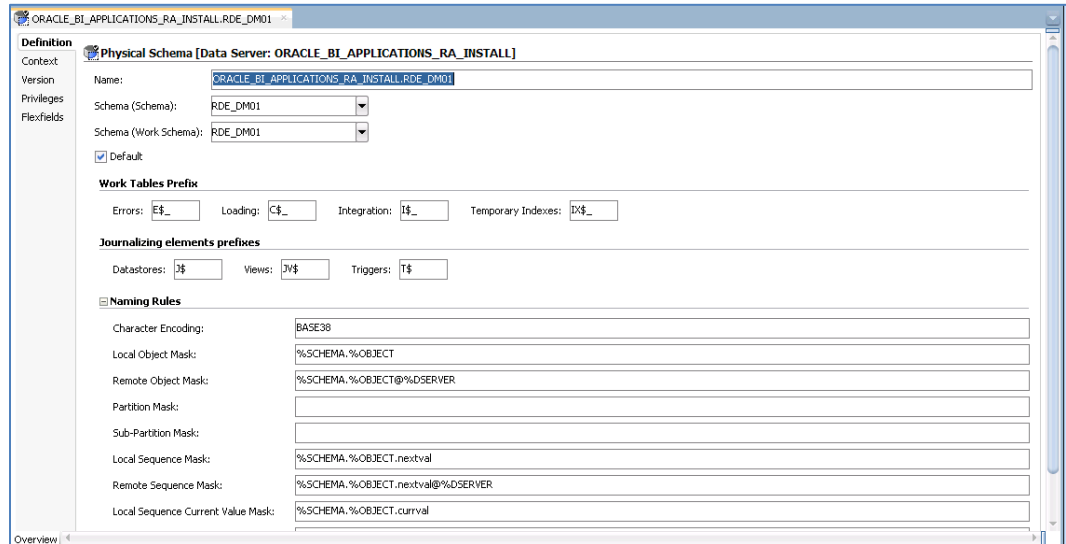 ORACLE_BI_APPLICATIONS_RA_INSTALL.RDE_DM01
Definition
Context
Version
Privileges
Flexfields
Physical Schema [Data Server: ORACLE_BI_APPLICATIONS_RA_INSTALL]
Name: ORACLE_BI_APPLICATIONS_RA_INSTALL.RDE_DM01
Schema (Schema): RDE_DM01
Schema (Work Schema): RDE_DM01
Default
Work Tables Prefix
Errors: E$_ Loading: C$_ Integration: I$_ Temporary Indexes: IX$_
Journalizing elements prefixes
Datastores: J$ Views: JV$ Triggers: T$
Naming Rules
Character Encoding: BASE38
Local Object Mask: %SCHEMA.%OBJECT
Remote Object Mask: %SCHEMA.%OBJECT@%DSERVER
Partition Mask:
Sub-Partition Mask:
Local Sequence Mask: %SCHEMA.%OBJECT.nextval
Remote Sequence Mask: %SCHEMA.%OBJECT.nextval@%DSERVER
Local Sequence Current Value Mask: %SCHEMA.%OBJECT.currval
Overview